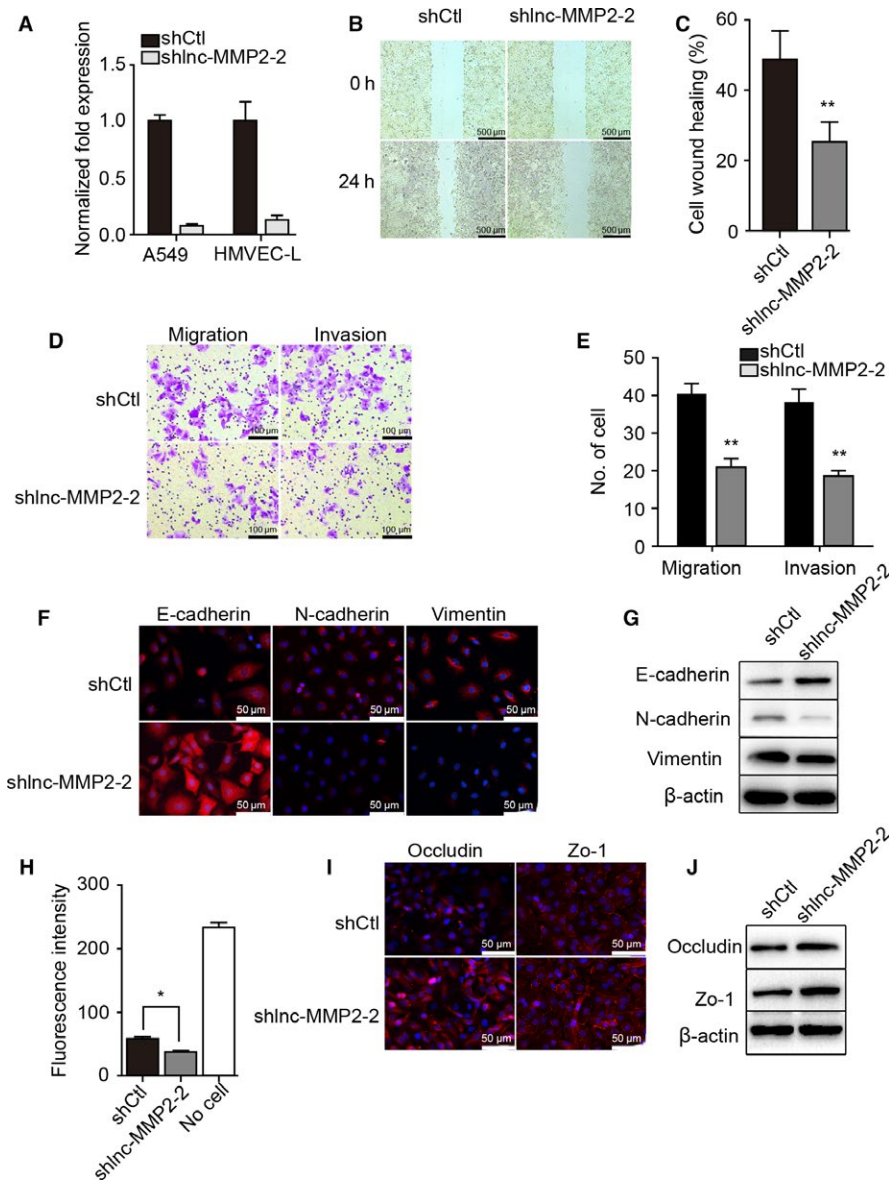 A
shCtl
shlnc-MMP2-2
Normalized fold expression
1.5
1.0
0.5
0.0
A549 HMVEC-L
B
shCtl shlnc-MMP2-2
0 h
500 µm 500 µm
24 h
500 µm 500 µm
C
Cell wound healing (%)
60
40
20
0
**
shCtl
shlnc-MMP2-2
D
Migration Invasion
shCtl
100 µm 100 µm
shlnc-MMP2-2
100 µm 100 µm
E
shCtl
shlnc-MMP2-2
No. of cell
50
40
30
20
10
0
** **
Migration Invasion
F
E-cadherin N-cadherin Vimentin
shCtl
50 µm 50 µm 50 µm
shlnc-MMP2-2
50 µm 50 µm 50 µm
G
shCtl
shlnc-MMP2-2
E-cadherin
N-cadherin
Vimentin
β-actin
H
Fluorescence intensity
300
200
100
0
*
shCtl
shlnc-MMP2-2
No cell
I
Occludin Zo-1
shCtl
50 µm 50 µm
shlnc-MMP2-2
50 µm 50 µm
J
shCtl
shlnc-MMP2-2
Occludin
Zo-1
β-actin